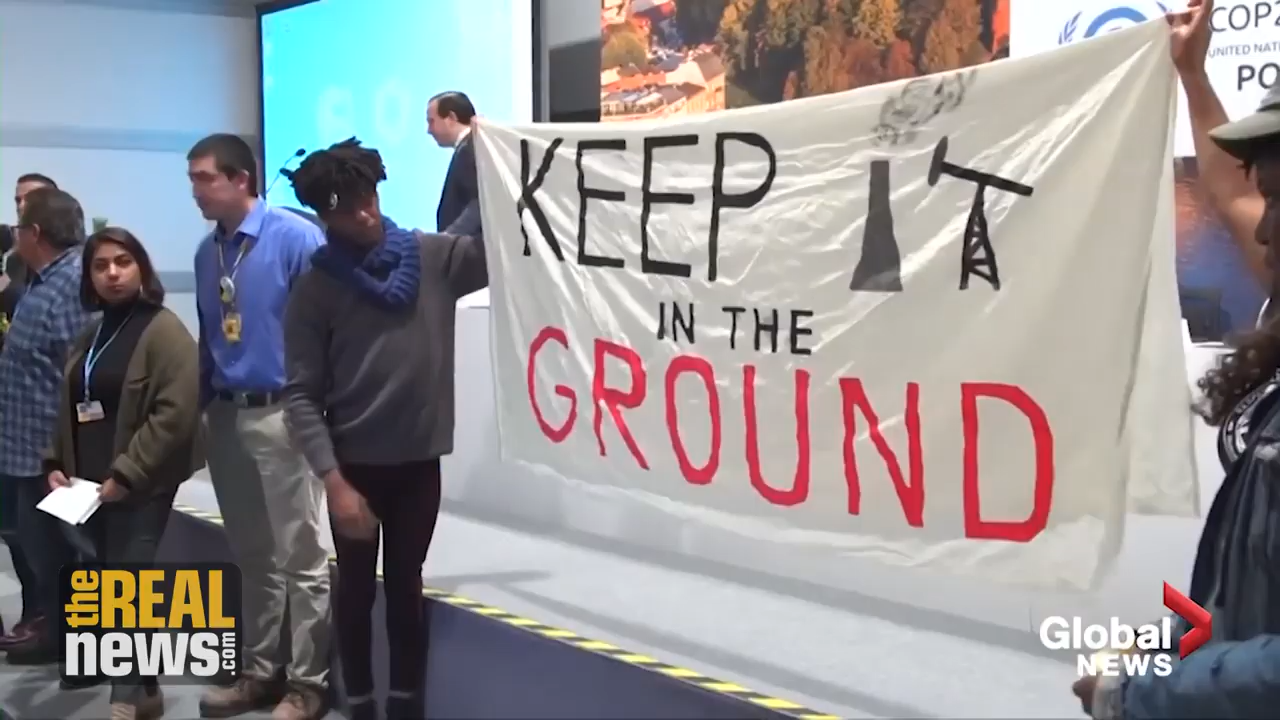 COP2
UNITED NATI
PO
KEEP IT
IN THE
GROUND
the REAL
news.com
Global
NEWS